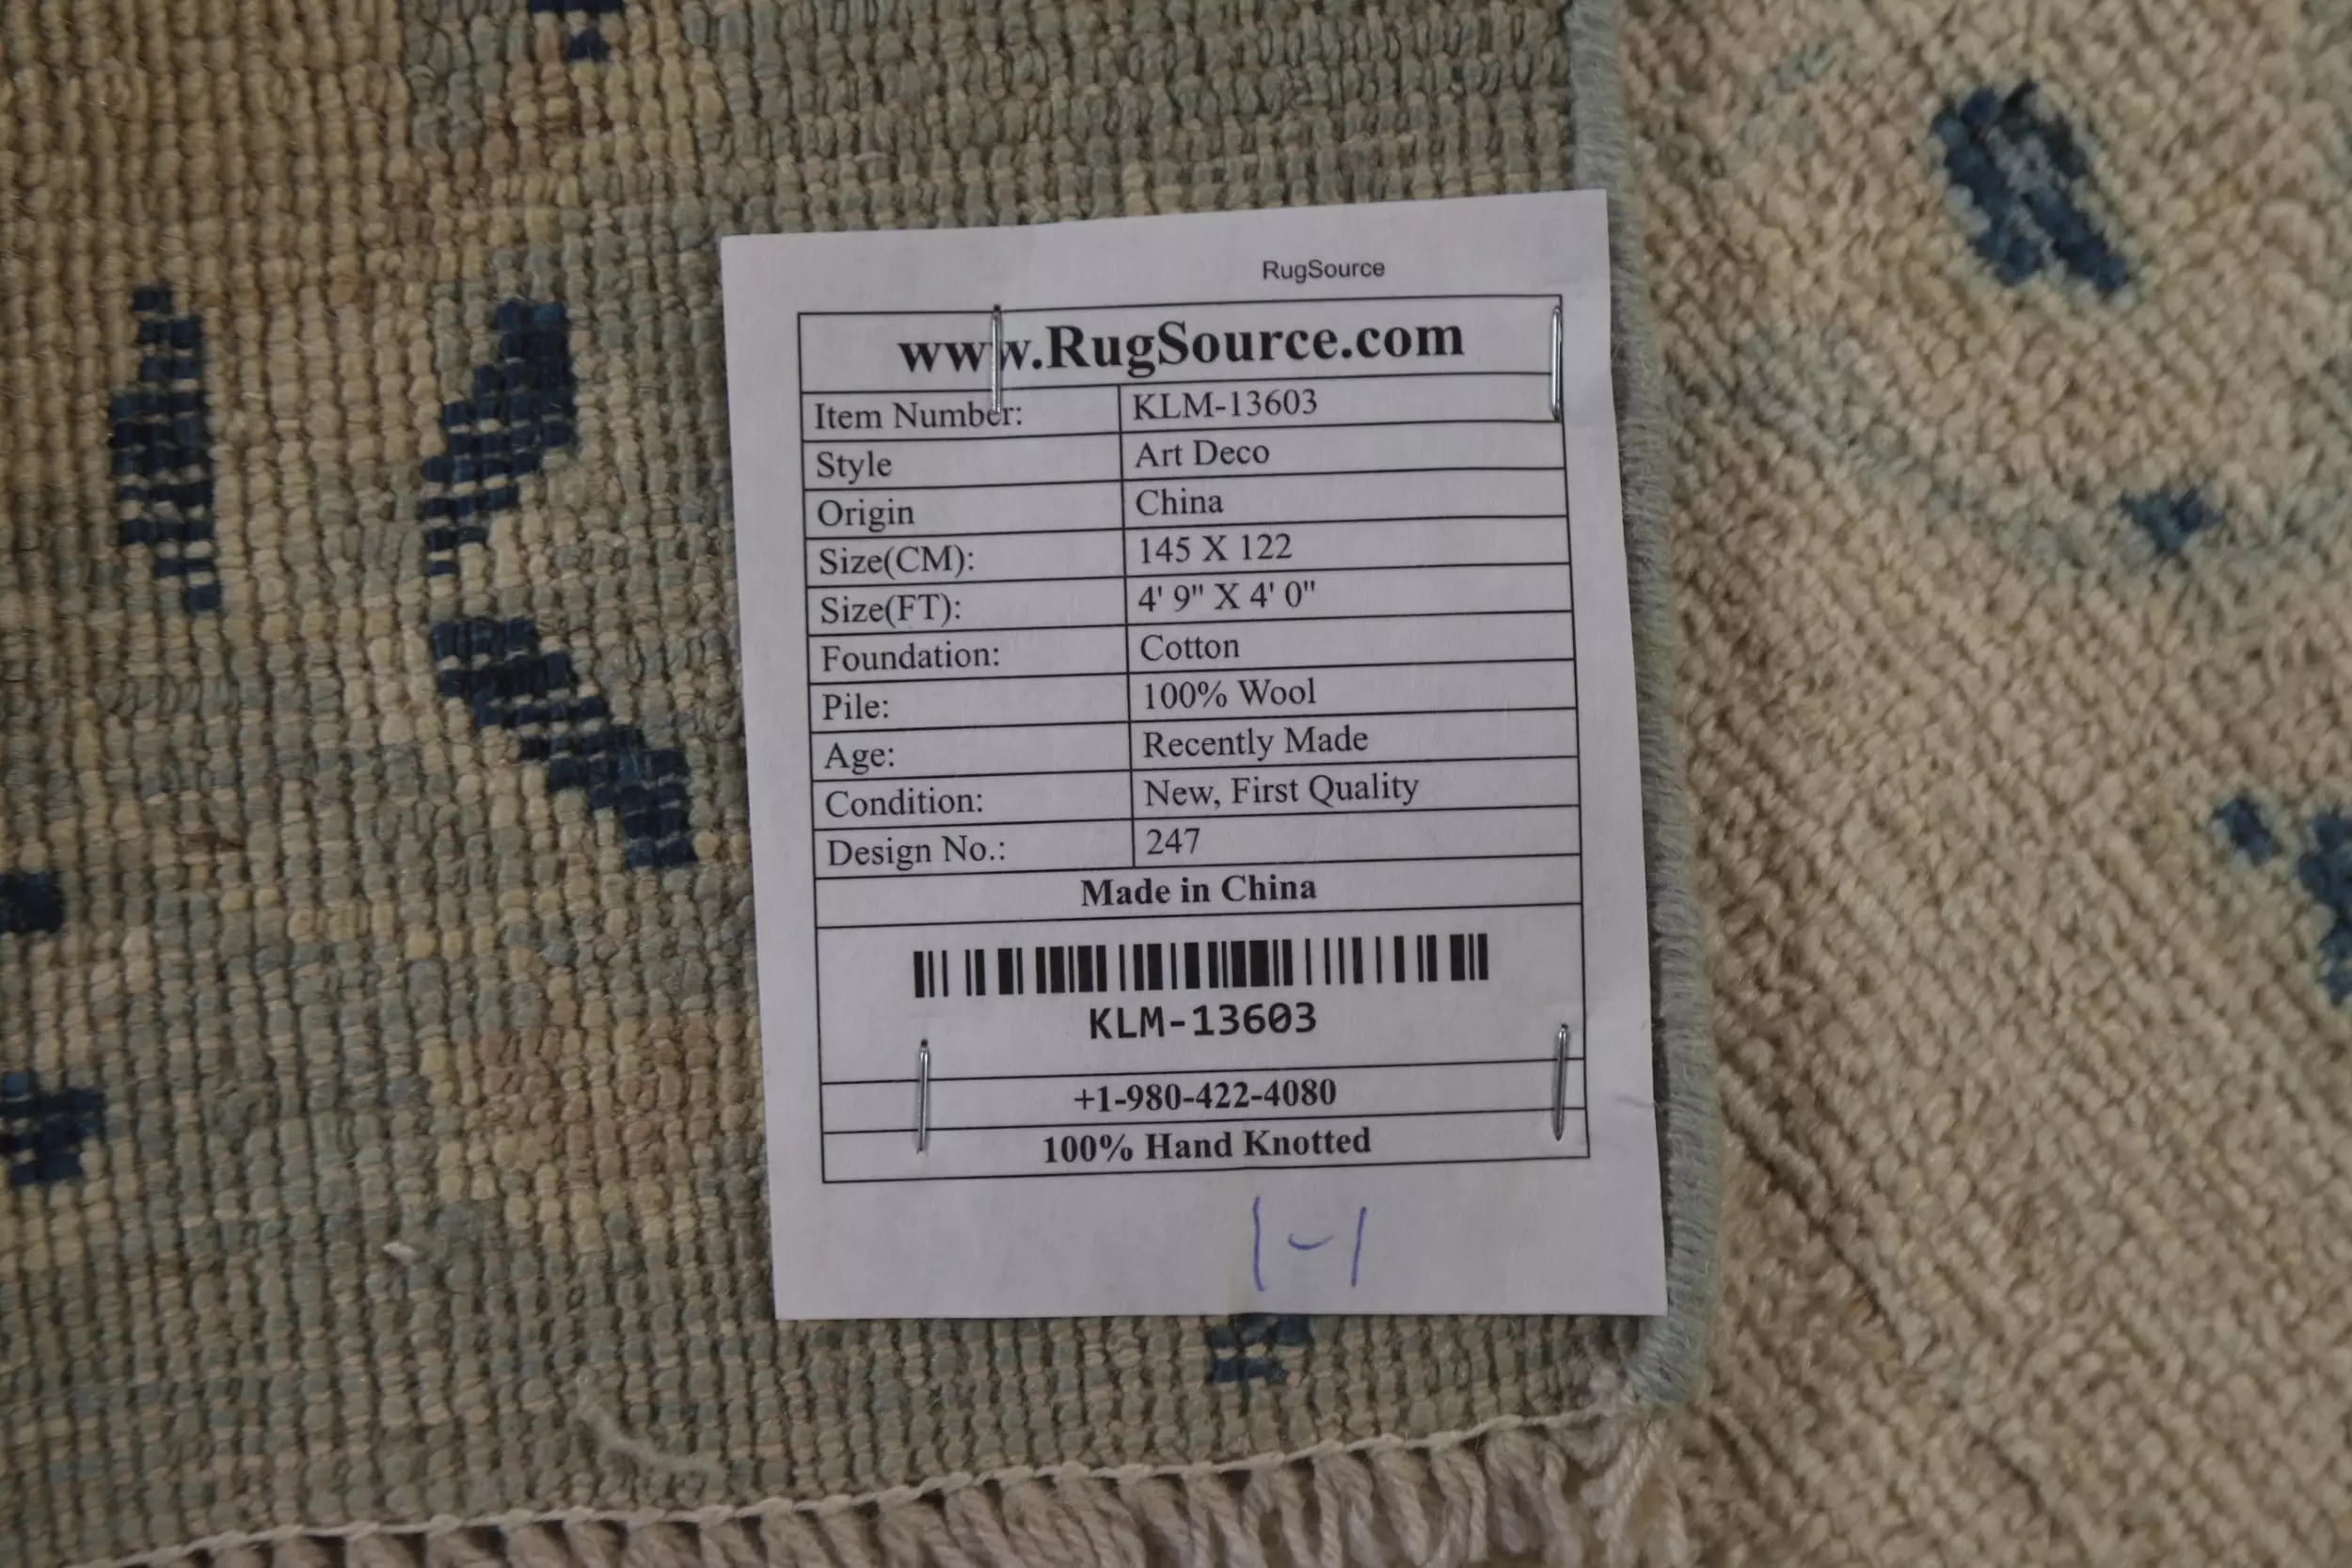 RugSource
www.RugSource.com
Item Number: KLM-13603
Style Art Deco
Origin China
Size(CM): 145 X 122
Size(FT): 4' 9" X 4' 0"
Foundation: Cotton
Pile: 100% Wool
Age: Recently Made
Condition: New, First Quality
Design No.: 247
Made in China
KLM-13603
+1-980-422-4080
100% Hand Knotted
1-1